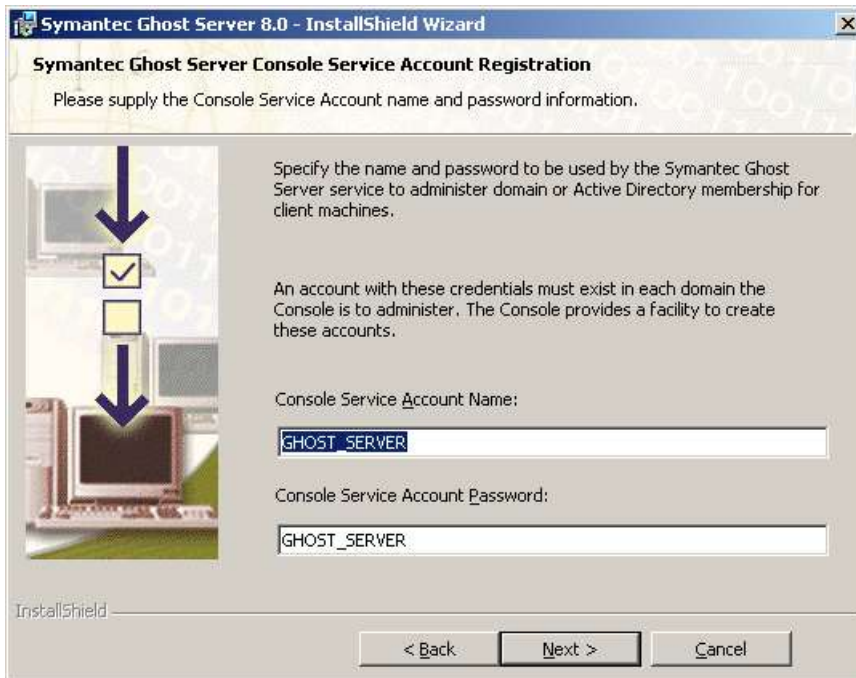 Symantec Ghost Server 8.0 - InstallShield Wizard
Symantec Ghost Server Console Service Account Registration
Please supply the Console Service Account name and password information.
Specify the name and password to be used by the Symantec Ghost
Server service to administer domain or Active Directory membership for
client machines.
An account with these credentials must exist in each domain the
Console is to administer. The Console provides a facility to create
these accounts.
Console Service Account Name:
GHOST_SERVER
Console Service Account Password:
GHOST_SERVER
InstallShield
< Back
Next >
Cancel